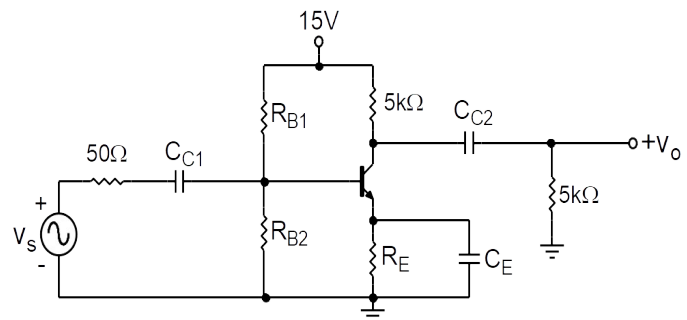 15V
R_B1
5kΩ
C_C2
+v_o
50Ω
C_C1
5kΩ
+
v_s
-
R_B2
R_E
C_E